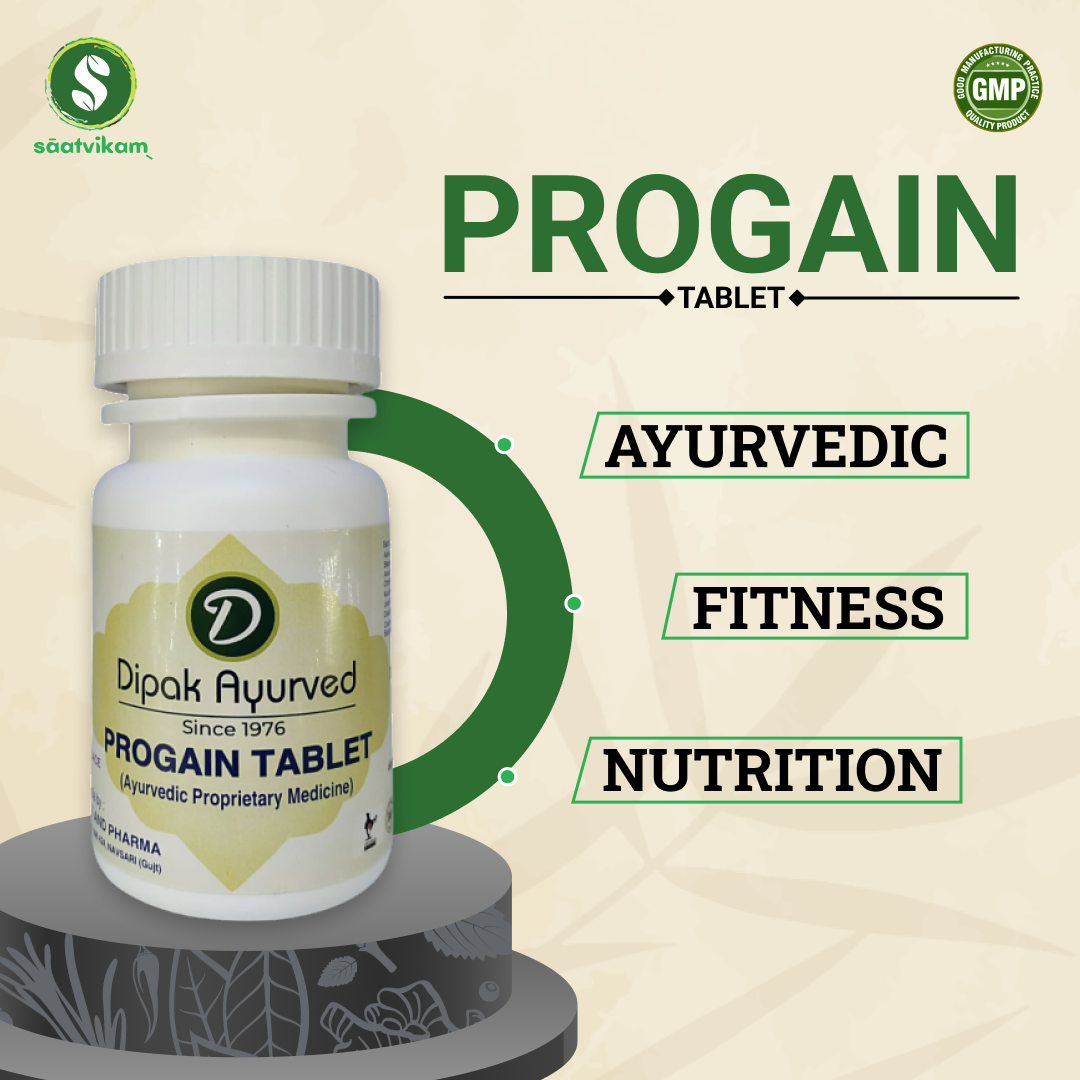 sāatvikam
GOOD MANUFACTURING PRACTICE
GMP
QUALITY PRODUCT
PROGAIN
TABLET
AYURVEDIC
FITNESS
NUTRITION
D
Dipak Ayurved
Since 1976
PROGAIN TABLET
(Ayurvedic Proprietary Medicine)
PHARMA
NAVSARI (Gujt)